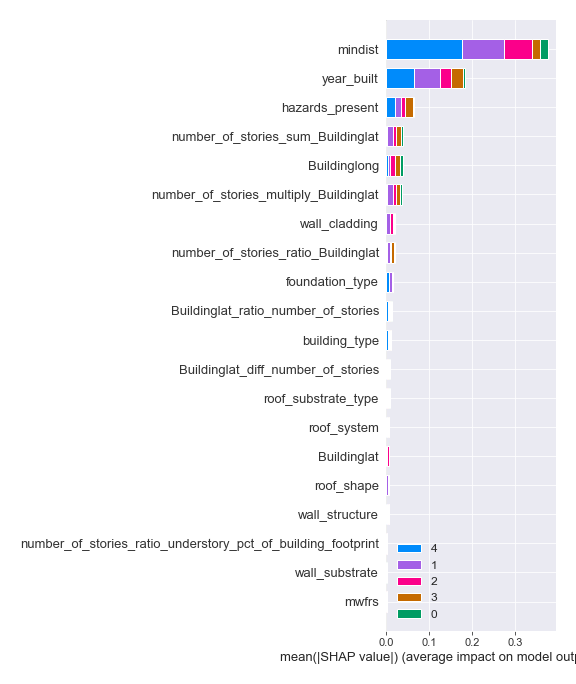 mindist
year_built
hazards_present
number_of_stories_sum_Buildinglat
Buildinglong
number_of_stories_multiply_Buildinglat
wall_cladding
number_of_stories_ratio_Buildinglat
foundation_type
Buildinglat_ratio_number_of_stories
building_type
Buildinglat_diff_number_of_stories
roof_substrate_type
roof_system
Buildinglat
roof_shape
wall_structure
number_of_stories_ratio_understory_pct_of_building_footprint
wall_substrate
mwfrs
4
1
2
3
0
0.0 0.1 0.2 0.3
mean(|SHAP value|) (average impact on model outp